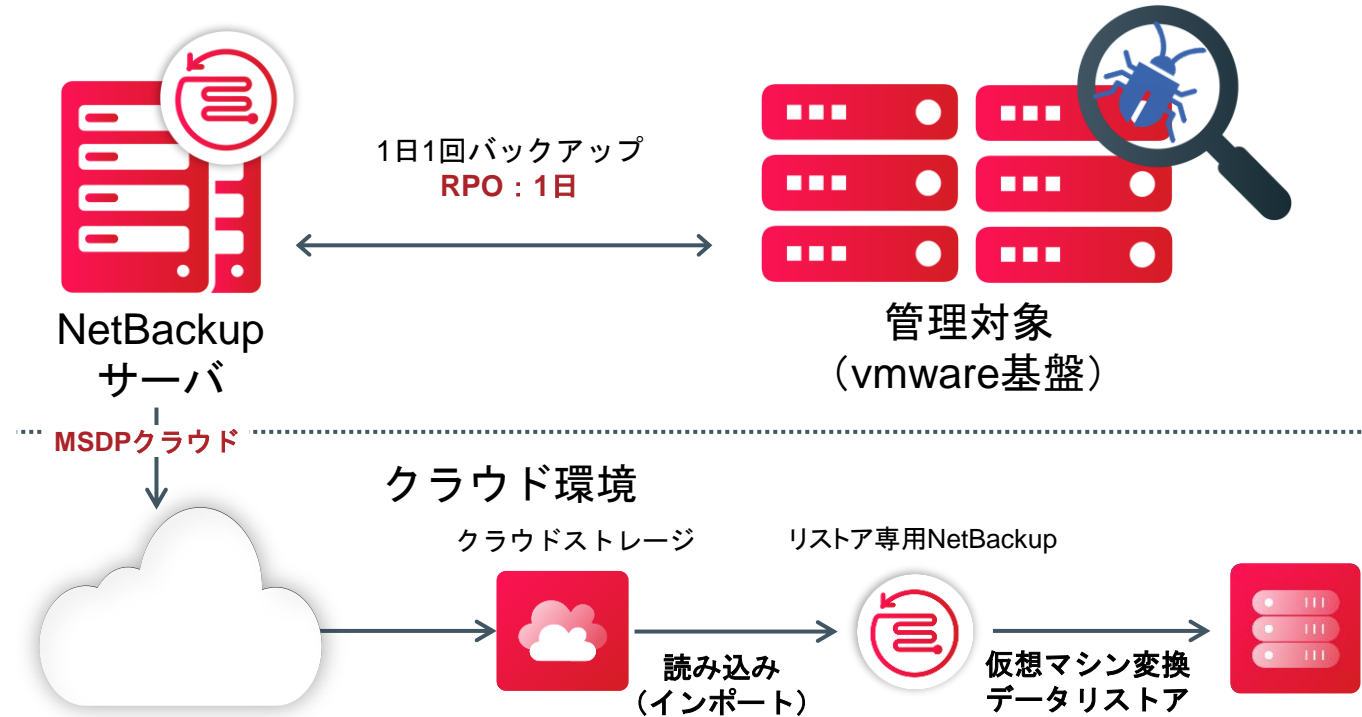 1日1回バックアップ
RPO：1日
NetBackup
サーバ
管理対象
（vmware基盤）
MSDPクラウド
クラウド環境
クラウドストレージ
リストア専用NetBackup
読み込み
（インポート）
仮想マシン変換
データリストア